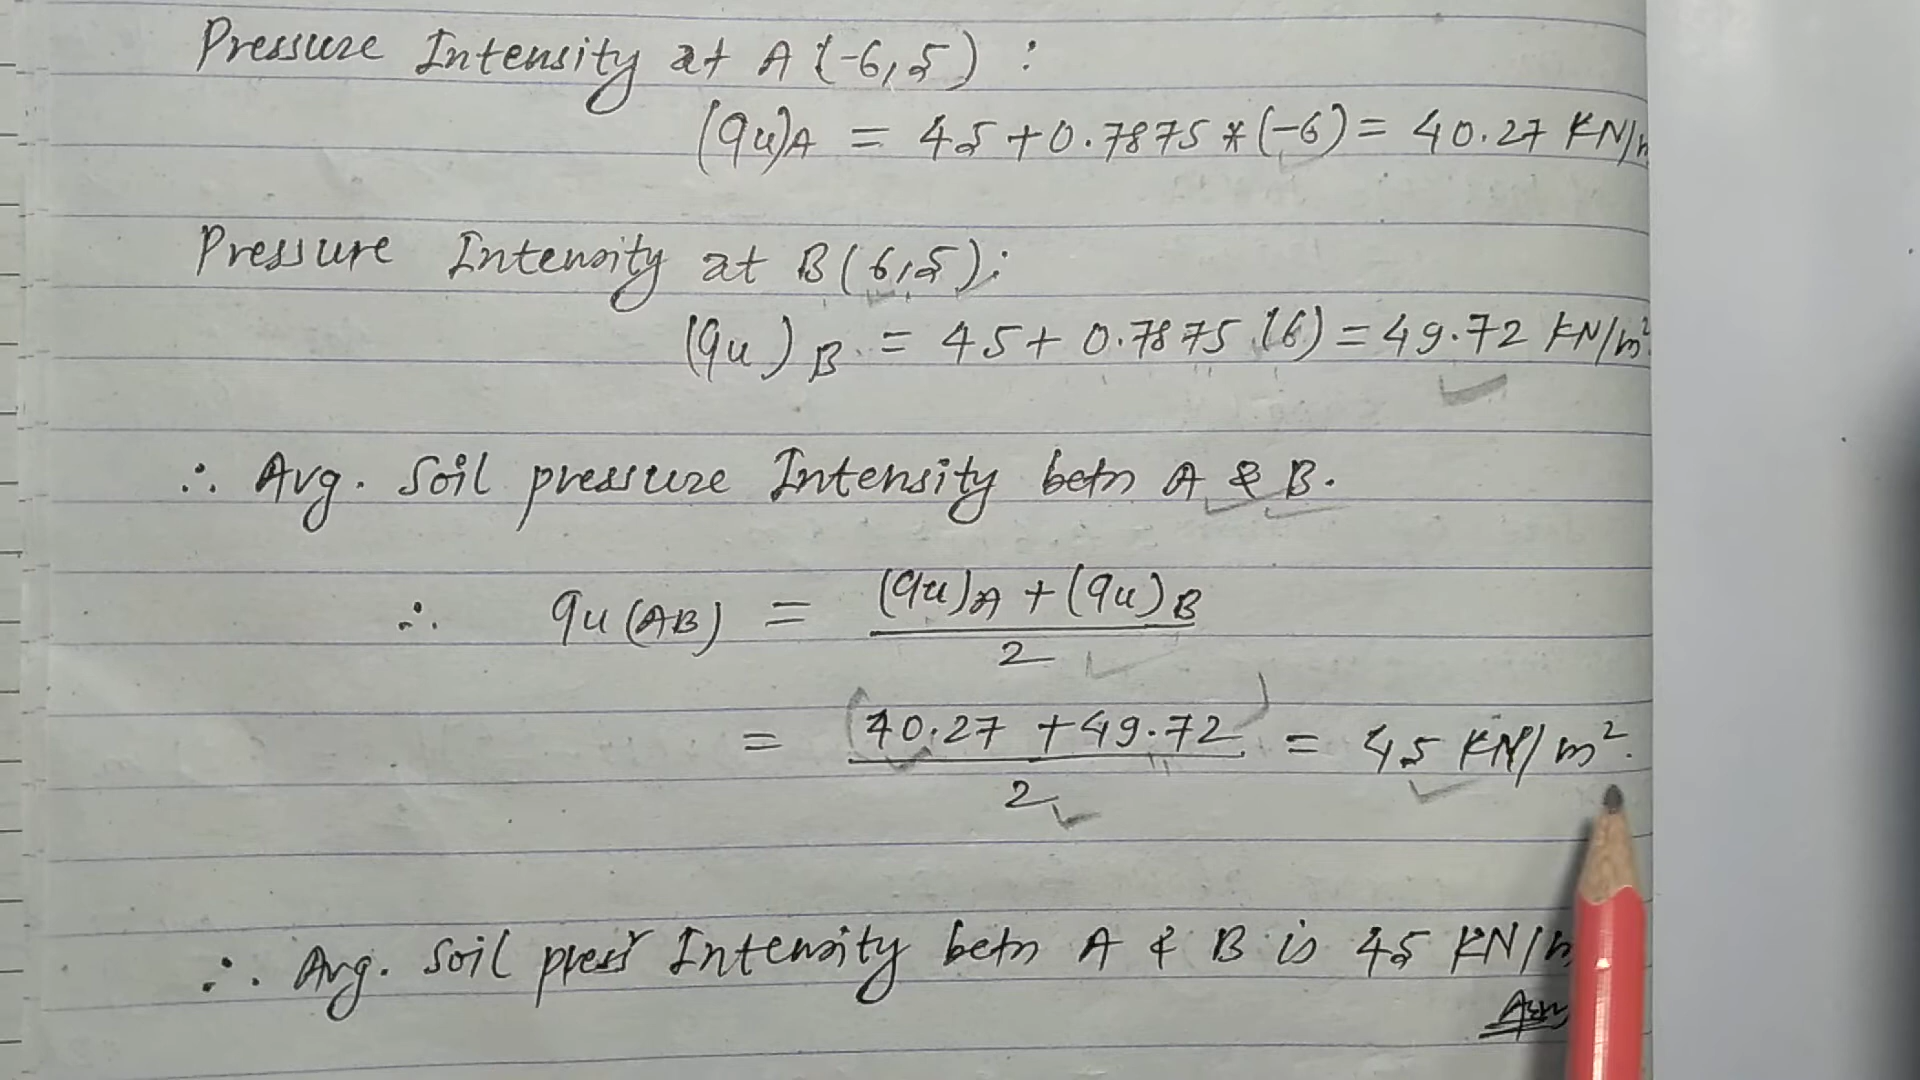 Pressure Intensity at A (-6,5) :
(qu)A = 45 + 0.7875 * (-6) = 40.27 KN/m
Pressure Intensity at B (6,5) :
(qu)B = 45 + 0.7875 (6) = 49.72 KN/m²
∴ Avg. Soil pressure Intensity betn A & B.
∴ qu (AB) = (qu)A + (qu)B
2
= (40.27 + 49.72) = 45 KN/m².
2
∴ Avg. Soil press^r Intensity betn A & B is 45 KN/m
Ans